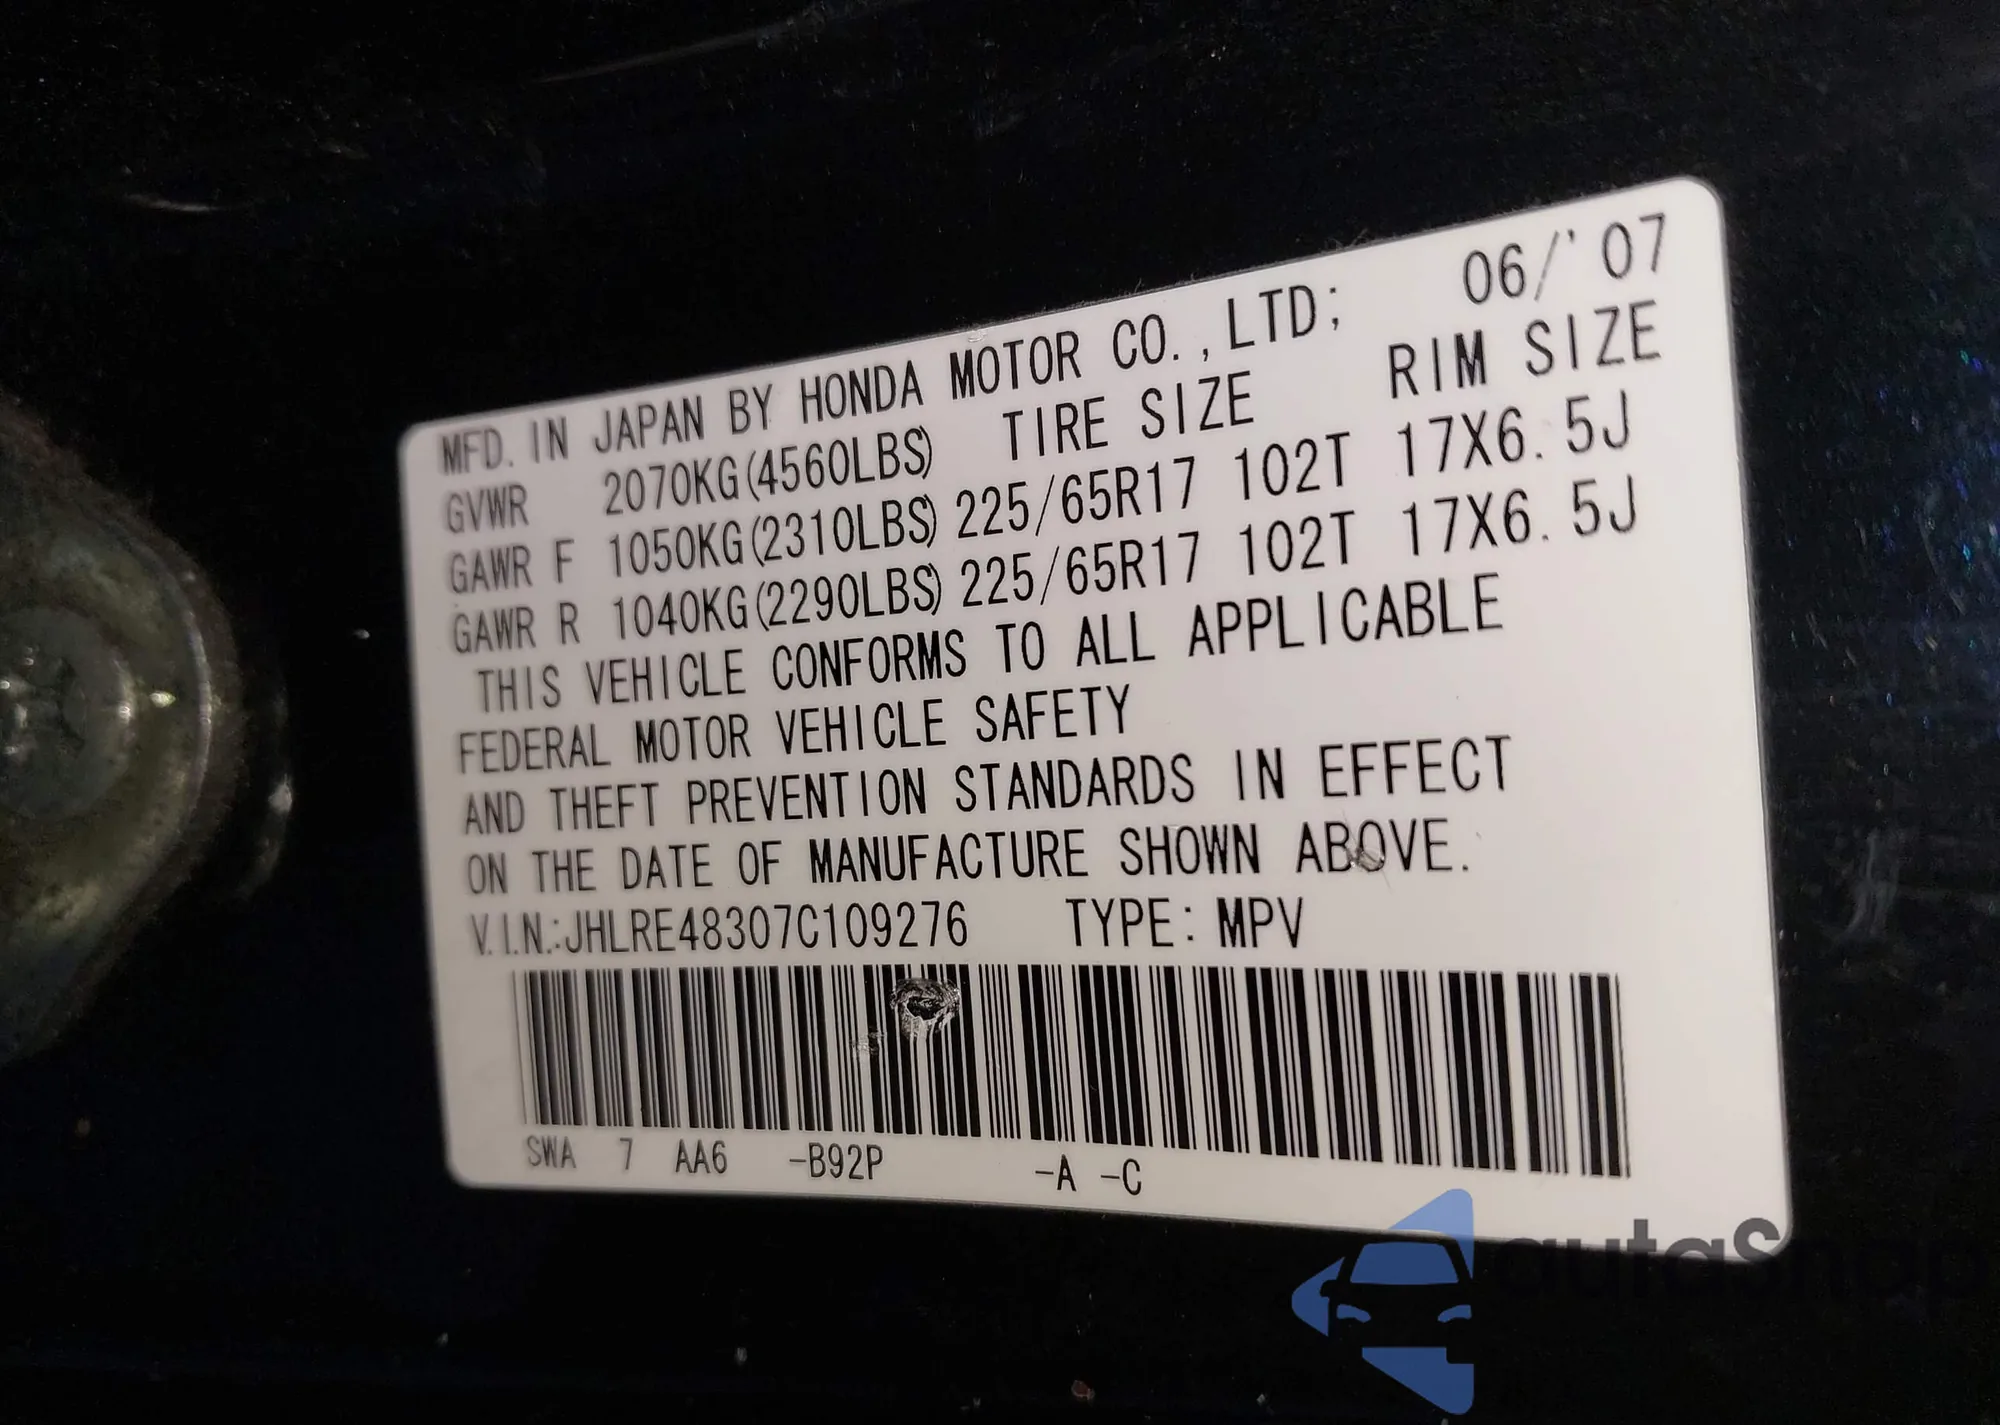 MFD. IN JAPAN BY HONDA MOTOR CO.,LTD; 06/'07
GVWR 2070KG(4560LBS) TIRE SIZE RIM SIZE
GAWR F 1050KG(2310LBS) 225/65R17 102T 17X6.5J
GAWR R 1040KG(2290LBS) 225/65R17 102T 17X6.5J
THIS VEHICLE CONFORMS TO ALL APPLICABLE
FEDERAL MOTOR VEHICLE SAFETY
AND THEFT PREVENTION STANDARDS IN EFFECT
ON THE DATE OF MANUFACTURE SHOWN ABOVE.
V.I.N.:JHLRE48307C109276 TYPE: MPV
SWA 7 AA6 -B92P -A -C